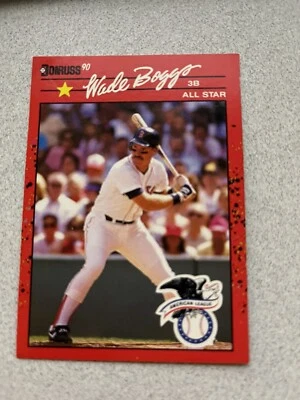 DONRUSS '90
Wade Boggs
3B
ALL STAR
AMERICAN LEAGUE